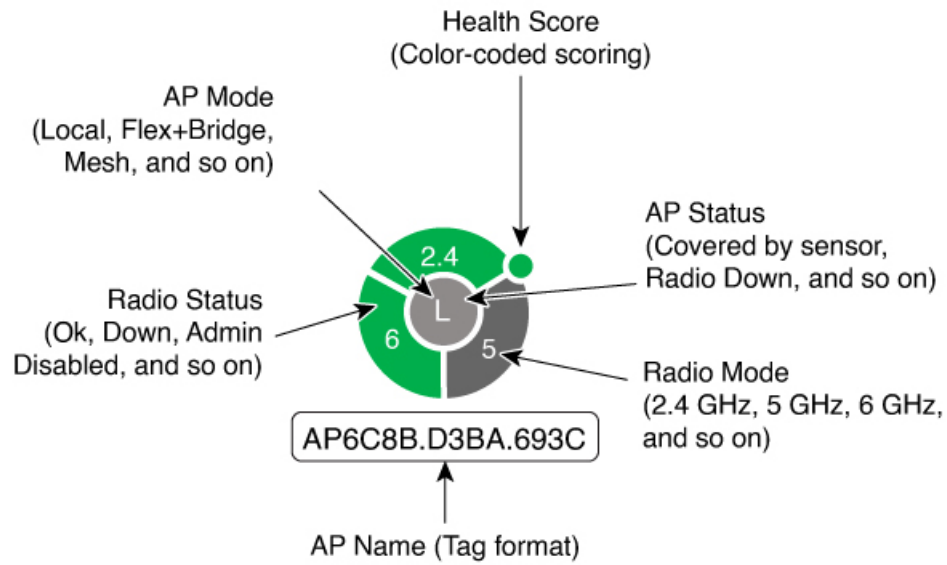 Health Score
(Color-coded scoring)
AP Mode
(Local, Flex+Bridge,
Mesh, and so on)
AP Status
(Covered by sensor,
Radio Down, and so on)
2.4
L
6
5
Radio Status
(Ok, Down, Admin
Disabled, and so on)
Radio Mode
(2.4 GHz, 5 GHz, 6 GHz,
and so on)
AP6C8B.D3BA.693C
AP Name (Tag format)